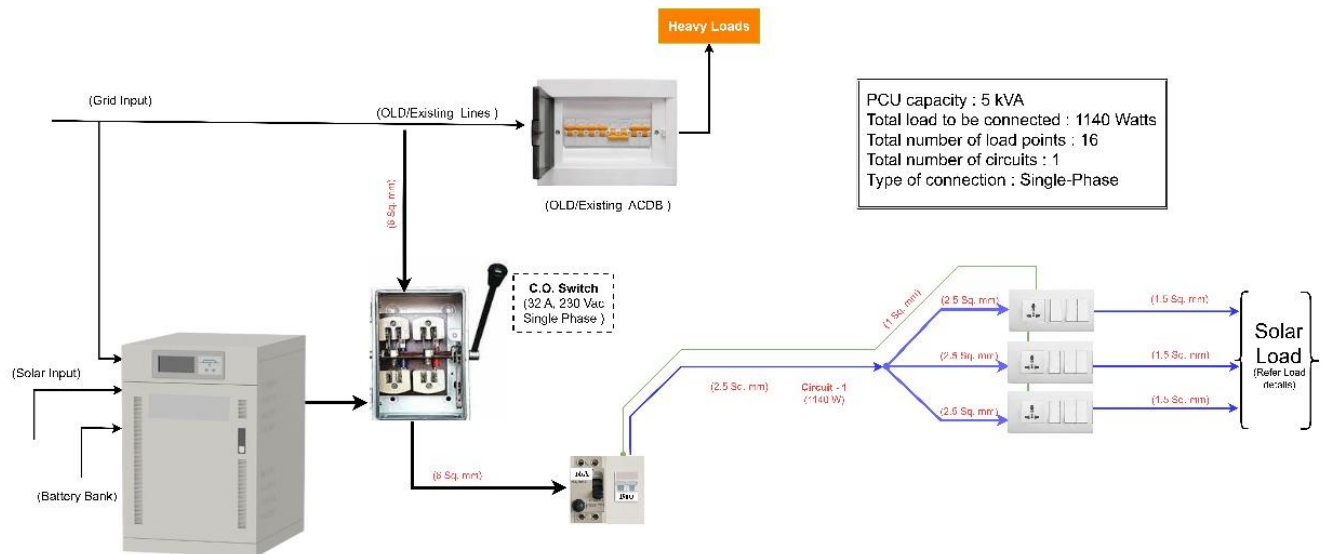 Heavy Loads
(Grid Input)
(OLD/Existing Lines )
PCU capacity : 5 kVA
Total load to be connected : 1140 Watts
Total number of load points : 16
Total number of circuits : 1
Type of connection : Single-Phase
(OLD/Existing ACDB )
(6 Sq. mm)
C.O. Switch
(32 A, 230 Vac
Single Phase )
(1 Sq. mm)
(2.5 Sq. mm)
(1.5 Sq. mm)
(Solar Input)
(2.5 Sq. mm)
Circuit - 1
(1140 W)
(2.5 Sq. mm)
(1.5 Sq. mm)
Solar
Load
(Refer Load
details)
(2.5 Sq. mm)
(1.5 Sq. mm)
(Battery Bank)
(6 Sq. mm)